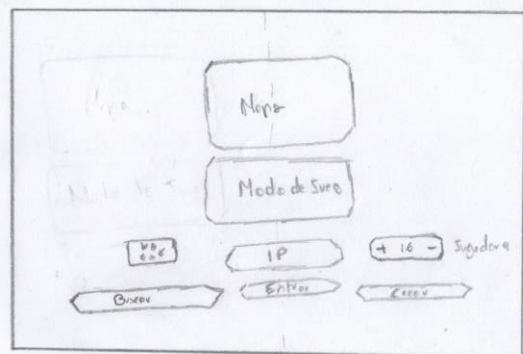 Mapa
Modo de Juego
IP
+ 16 - Jugadores
Buscar
Entrar
Crear